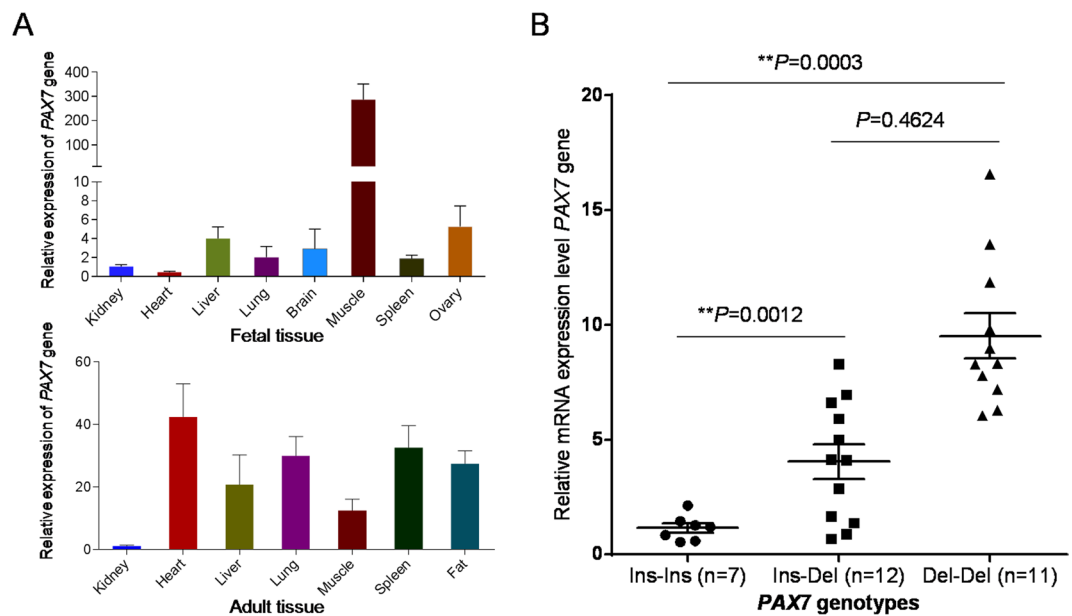 A
Relative expression of PAX7 gene
400
300
200
100
10
8
6
4
2
0
Kidney
Heart
Liver
Lung
Brain
Muscle
Spleen
Ovary
Fetal tissue
Relative expression of PAX7 gene
60
40
20
0
Kidney
Heart
Liver
Lung
Muscle
Spleen
Fat
Adult tissue
B
**P=0.0003
P=0.4624
**P=0.0012
Relative mRNA expression level PAX7 gene
20
15
10
5
0
Ins-Ins (n=7) Ins-Del (n=12) Del-Del (n=11)
PAX7 genotypes